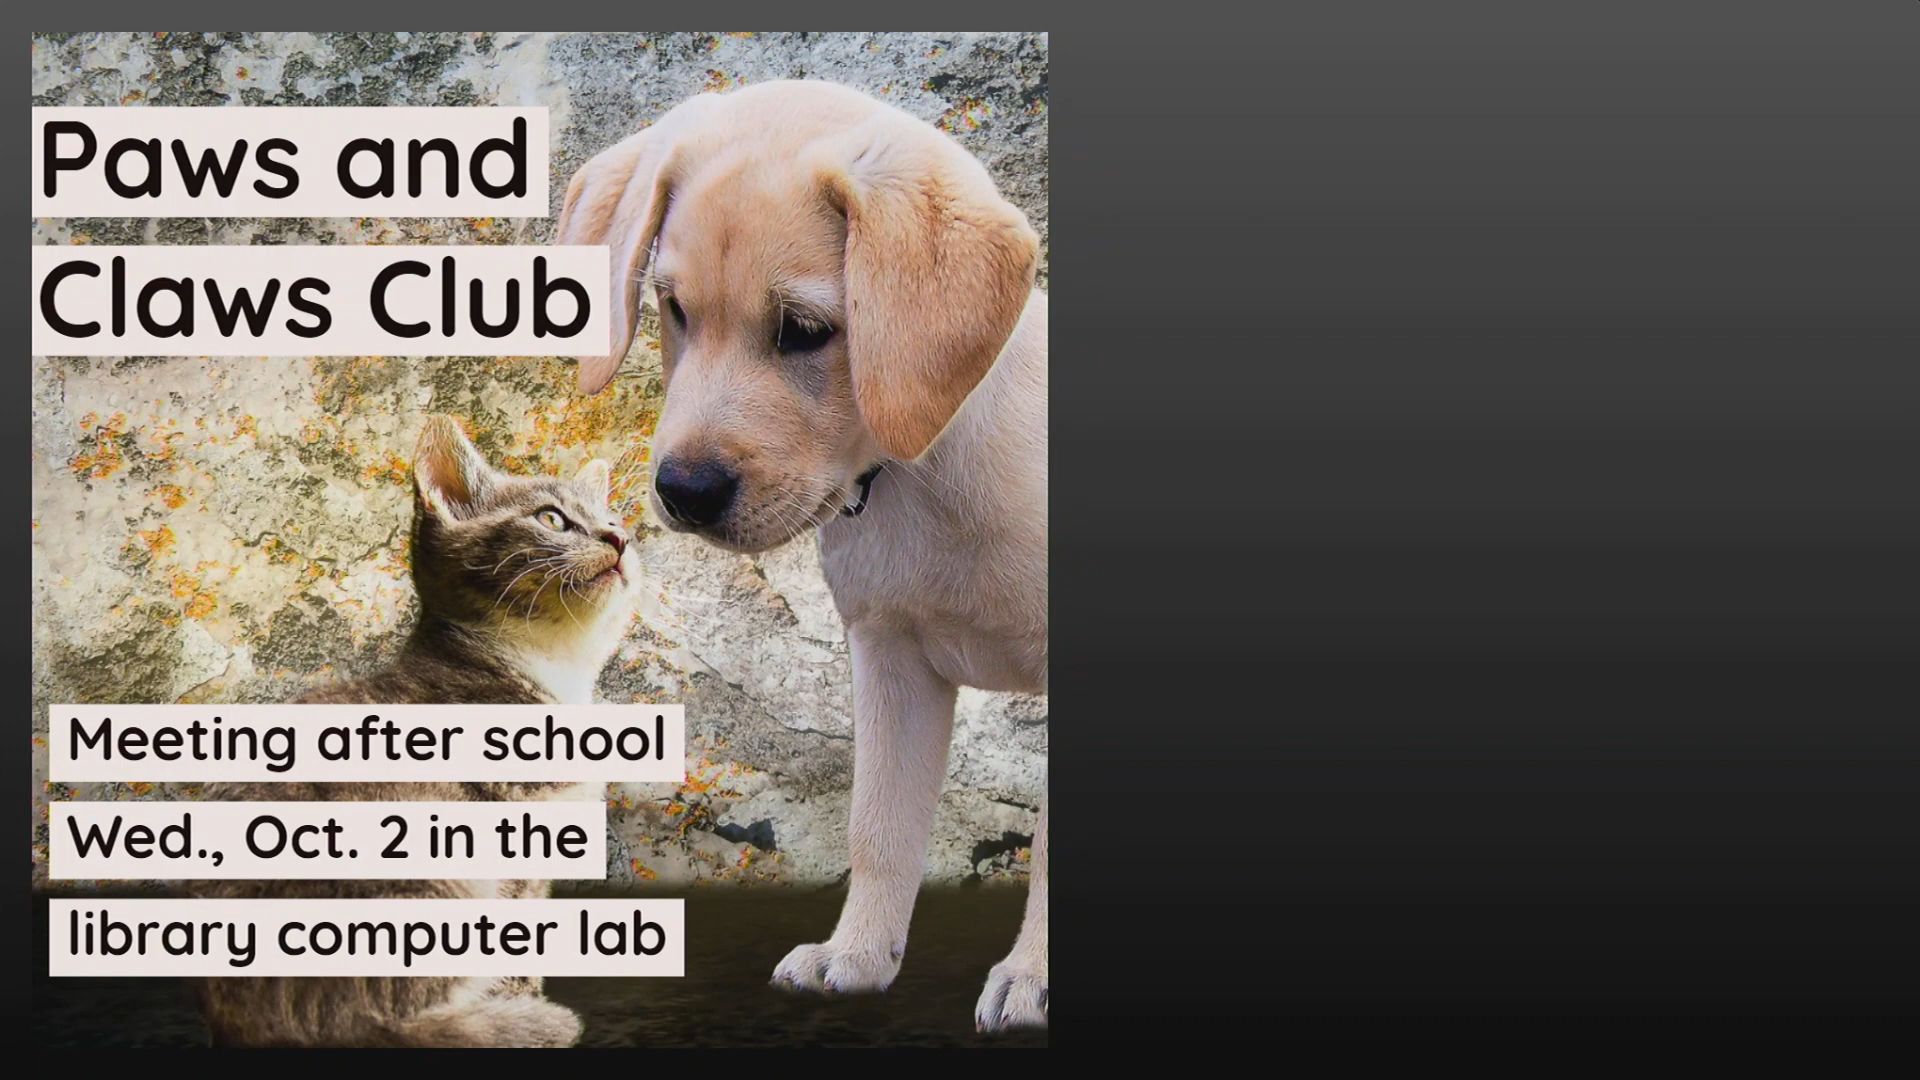 Paws and
Claws Club
Meeting after school
Wed., Oct. 2 in the
library computer lab